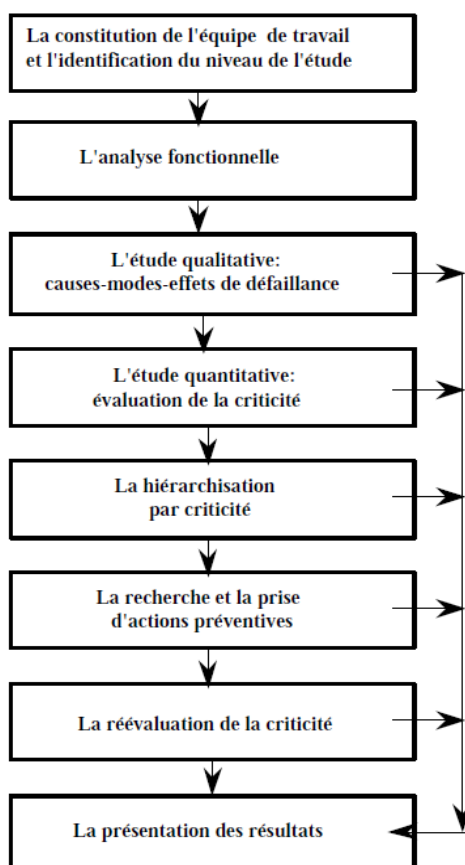 La constitution de l'équipe de travail
et l'identification du niveau de l'étude
L'analyse fonctionnelle
L'étude qualitative:
causes-modes-effets de défaillance
L'étude quantitative:
évaluation de la criticité
La hiérarchisation
par criticité
La recherche et la prise
d'actions préventives
La réévaluation de la criticité
La présentation des résultats